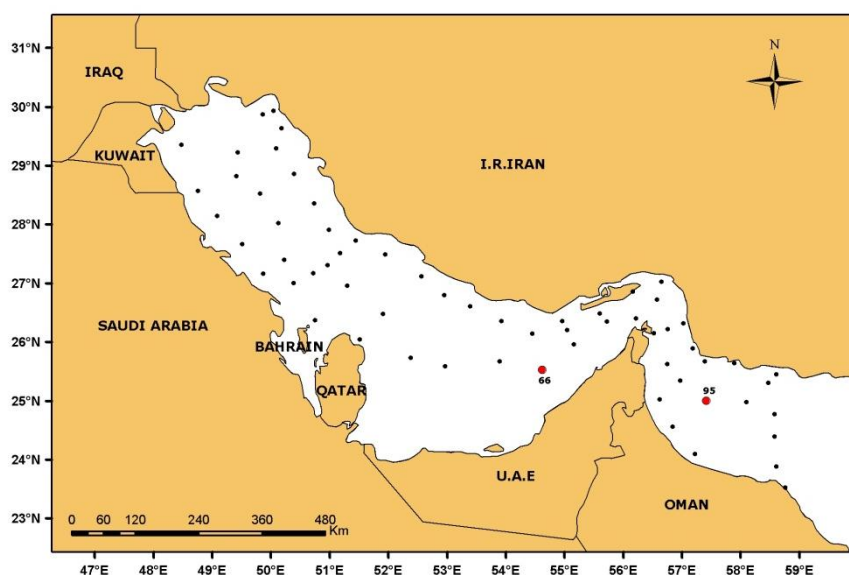 N
31°N
IRAQ
30°N
29°N
KUWAIT
I.R.IRAN
28°N
27°N
SAUDI ARABIA
26°N
BAHRAIN
QATAR
66
95
25°N
24°N
U.A.E
OMAN
23°N
0 60 120 240 360 480
Km
47°E 48°E 49°E 50°E 51°E 52°E 53°E 54°E 55°E 56°E 57°E 58°E 59°E